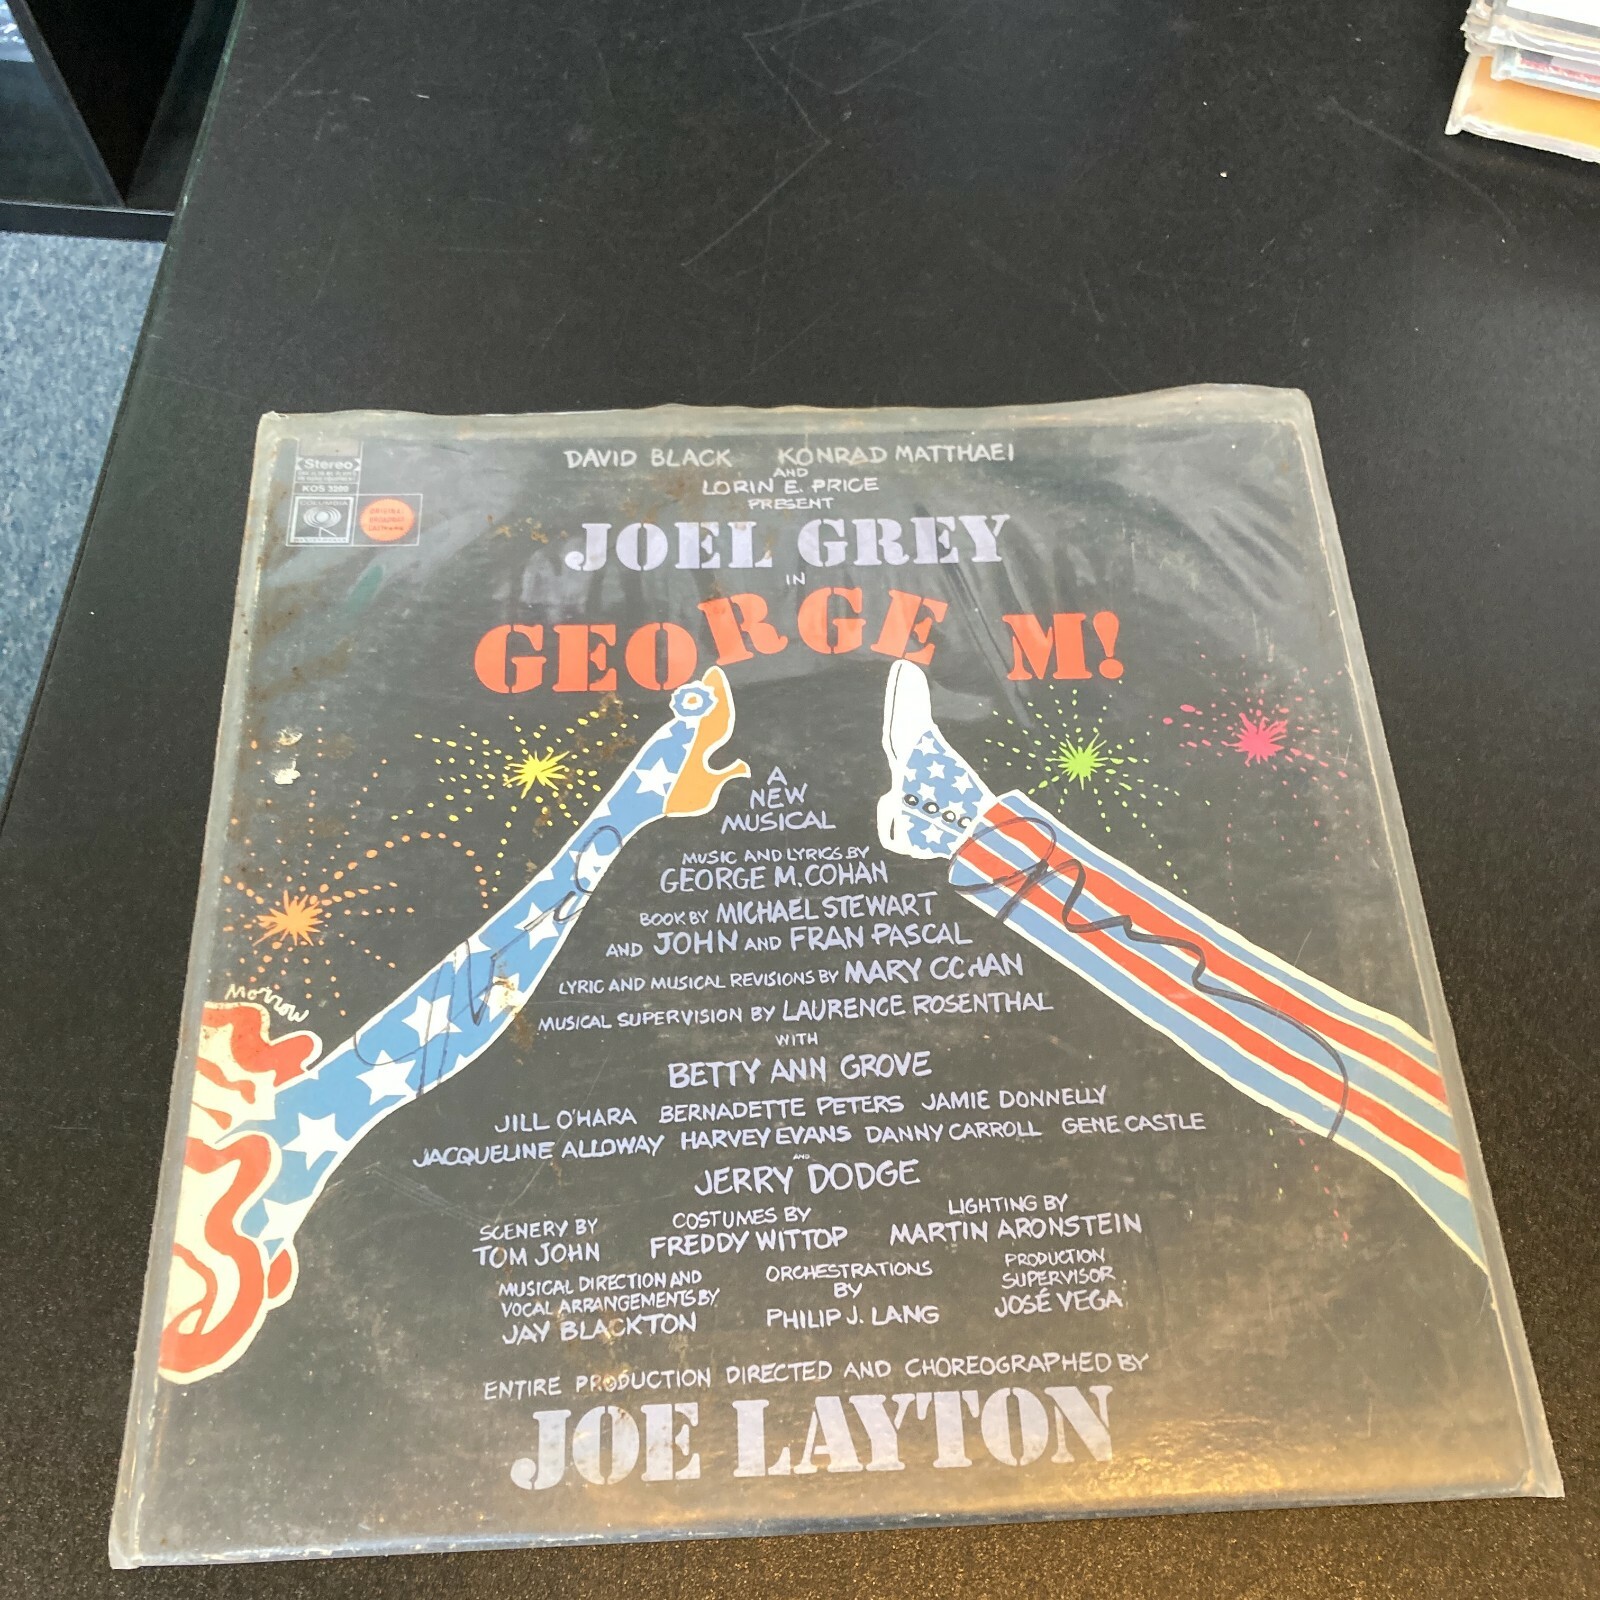 DAVID BLACK KONRAD MATTHAEI
AND
LORIN E. PRICE
PRESENT
Stereo
KOS 3200
COLUMBIA
ORIGINAL
BROADWAY
JOEL GREY
IN
GEORGE M!
A
NEW
MUSICAL
MUSIC AND LYRICS BY
GEORGE M. COHAN
BOOK BY MICHAEL STEWART
AND JOHN AND FRAN PASCAL
LYRIC AND MUSICAL REVISIONS BY MARY COHAN
MUSICAL SUPERVISION BY LAURENCE ROSENTHAL
Morrow
WITH
BETTY ANN GROVE
JILL O'HARA BERNADETTE PETERS JAMIE DONNELLY
JACQUELINE ALLOWAY HARVEY EVANS DANNY CARROLL GENE CASTLE
AND
JERRY DODGE
SCENERY BY
TOM JOHN
COSTUMES BY
FREDDY WITTOP
LIGHTING BY
MARTIN ARONSTEIN
MUSICAL DIRECTION AND
VOCAL ARRANGEMENTS BY
JAY BLACKTON
ORCHESTRATIONS
BY
PHILIP J. LANG
PRODUCTION
SUPERVISOR
JOSÉ VEGA
ENTIRE PRODUCTION DIRECTED AND CHOREOGRAPHED BY
JOE LAYTON